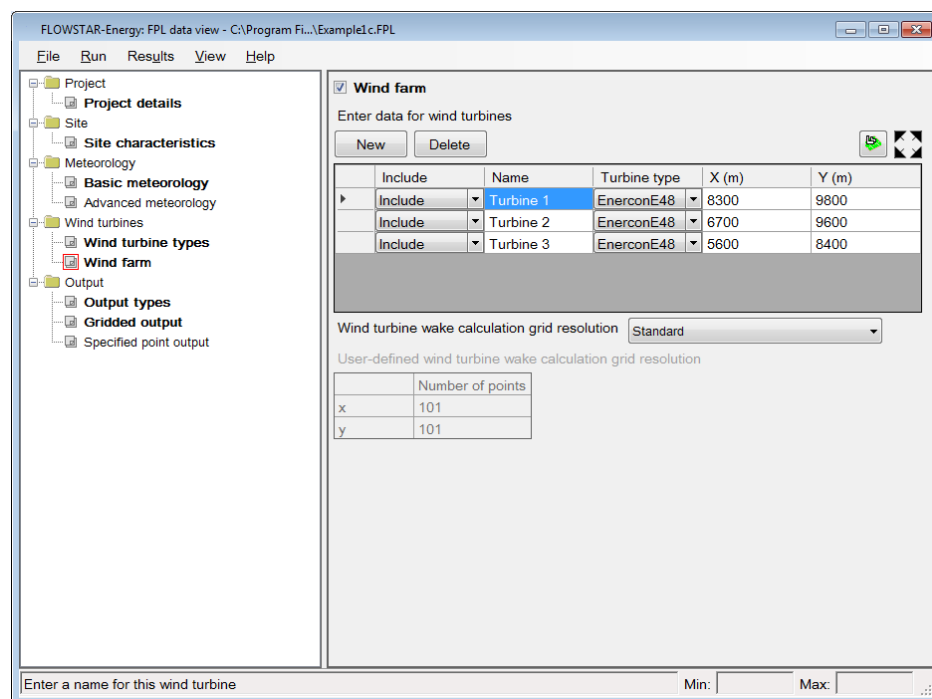 FLOWSTAR-Energy: FPL data view - C:\Program Fi...\Example1c.FPL
File Run Results View Help
Project
Project details
Site
Site characteristics
Meteorology
Basic meteorology
Advanced meteorology
Wind turbines
Wind turbine types
Wind farm
Output
Output types
Gridded output
Specified point output
Wind farm
Enter data for wind turbines
New Delete
Include Name Turbine type X (m) Y (m)
Include Turbine 1 EnerconE48 8300 9800
Include Turbine 2 EnerconE48 6700 9600
Include Turbine 3 EnerconE48 5600 8400
Wind turbine wake calculation grid resolution Standard
User-defined wind turbine wake calculation grid resolution
Number of points
x 101
y 101
Enter a name for this wind turbine Min: Max: